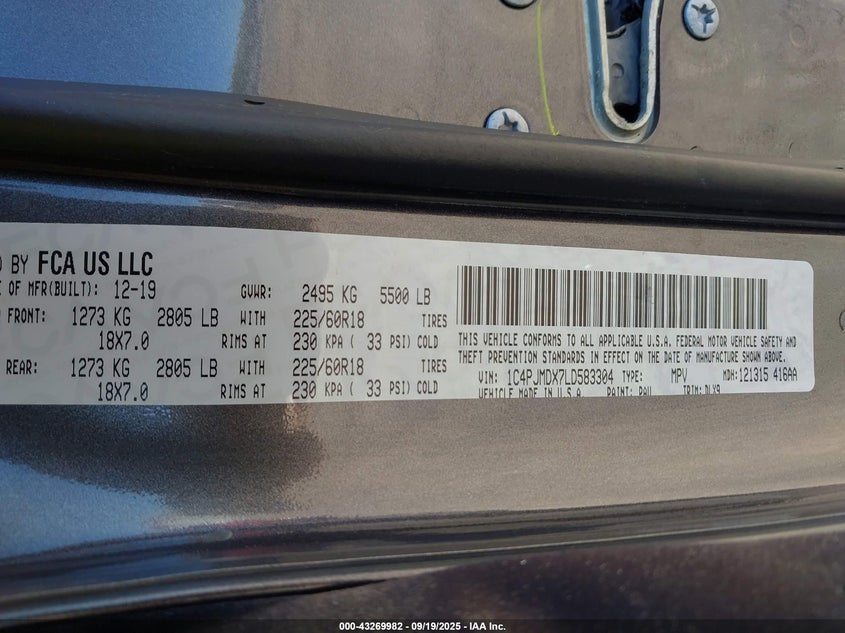 D BY FCA US LLC
E OF MFR(BUILT): 12-19 GVWR: 2495 KG 5500 LB
FRONT: 1273 KG 2805 LB WITH 225/60R18 TIRES
18X7.0 RIMS AT 230 KPA ( 33 PSI) COLD
REAR: 1273 KG 2805 LB WITH 225/60R18 TIRES
18X7.0 RIMS AT 230 KPA ( 33 PSI) COLD
THIS VEHICLE CONFORMS TO ALL APPLICABLE U.S.A. FEDERAL MOTOR VEHICLE SAFETY AND
THEFT PREVENTION STANDARDS IN EFFECT ON THE DATE OF MANUFACTURE SHOWN ABOVE.
VIN: 1C4PJMDX7LD583304 TYPE: MPV MDH: 121315 416AA
VEHICLE MADE IN U.S.A PAINT: PAU TRIM: DLX9
000-43269982 - 09/19/2025 - IAA Inc.